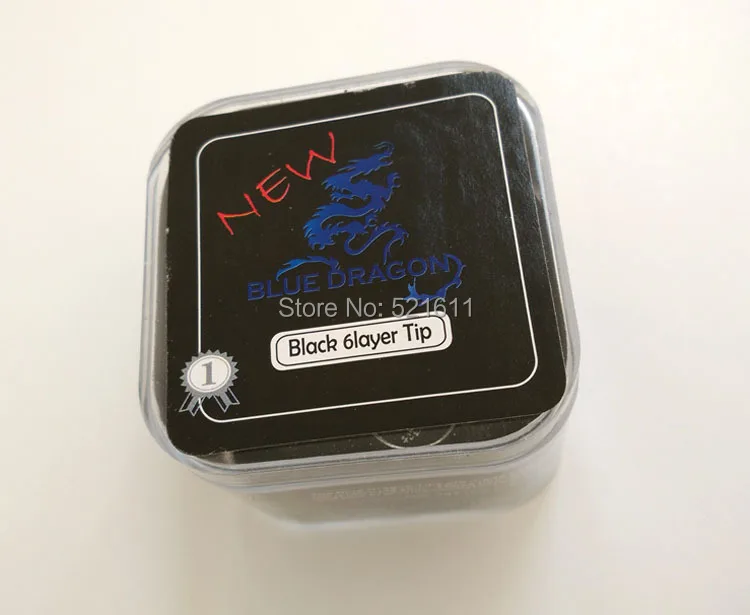 NEW
BLUE DRAGON
Store No: 521611
Black 6layer Tip
1